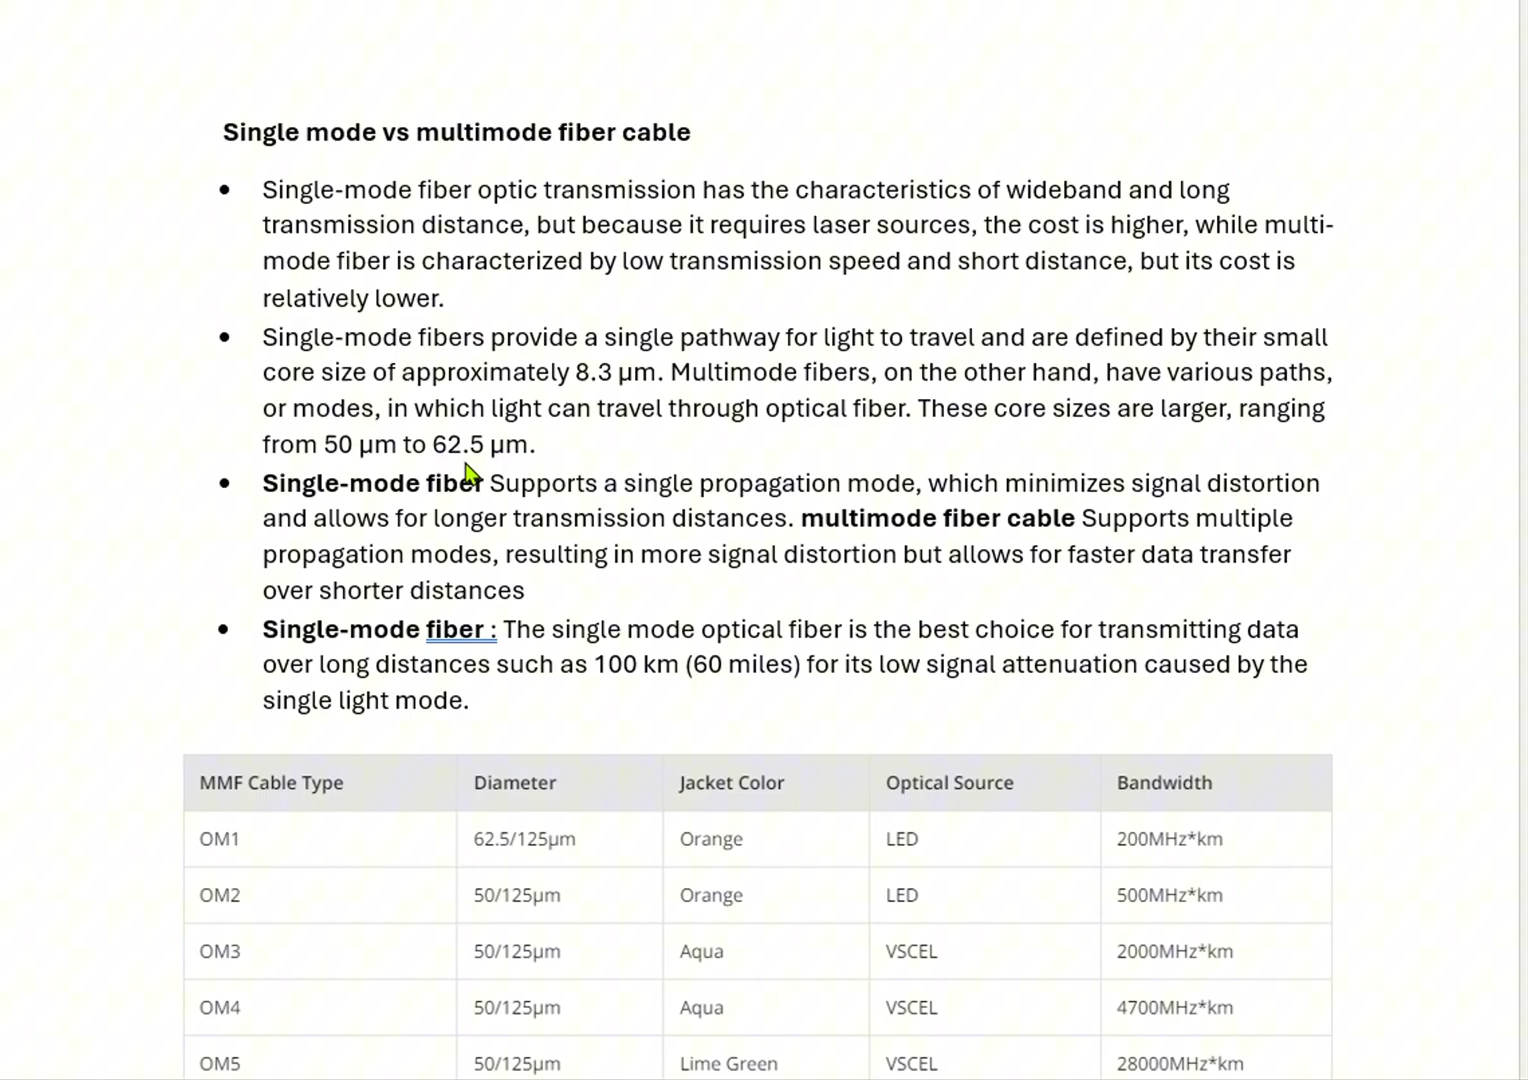 Single mode vs multimode fiber cable
• Single-mode fiber optic transmission has the characteristics of wideband and long
transmission distance, but because it requires laser sources, the cost is higher, while multi-
mode fiber is characterized by low transmission speed and short distance, but its cost is
relatively lower.
• Single-mode fibers provide a single pathway for light to travel and are defined by their small
core size of approximately 8.3 µm. Multimode fibers, on the other hand, have various paths,
or modes, in which light can travel through optical fiber. These core sizes are larger, ranging
from 50 µm to 62.5 µm.
• Single-mode fiber Supports a single propagation mode, which minimizes signal distortion
and allows for longer transmission distances. multimode fiber cable Supports multiple
propagation modes, resulting in more signal distortion but allows for faster data transfer
over shorter distances
• Single-mode fiber : The single mode optical fiber is the best choice for transmitting data
over long distances such as 100 km (60 miles) for its low signal attenuation caused by the
single light mode.
MMF Cable Type Diameter Jacket Color Optical Source Bandwidth
OM1 62.5/125µm Orange LED 200MHz*km
OM2 50/125µm Orange LED 500MHz*km
OM3 50/125µm Aqua VSCEL 2000MHz*km
OM4 50/125µm Aqua VSCEL 4700MHz*km
OM5 50/125µm Lime Green VSCEL 28000MHz*km